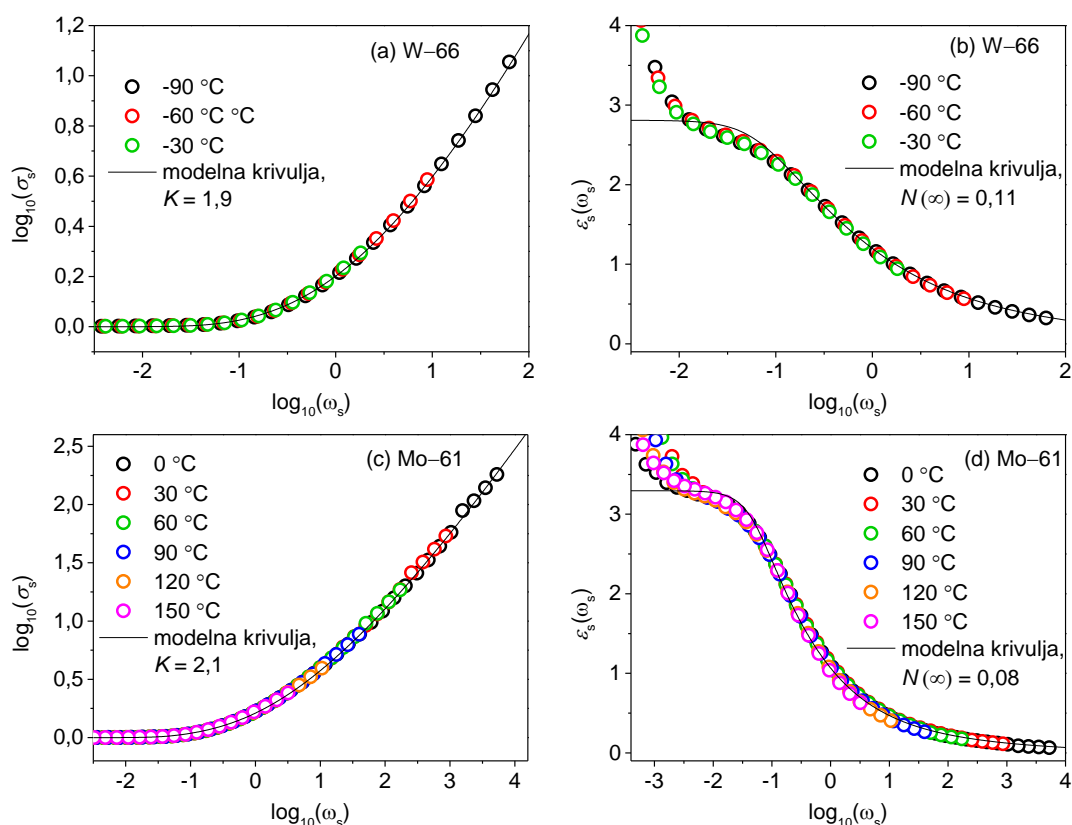 (a) W–66
1,2
1,0
0,8
0,6
0,4
0,2
0,0
log10(σs)
-90 °C
-60 °C °C
-30 °C
modelna krivulja,
K = 1,9
-2 -1 0 1 2
log10(ωs)
(b) W–66
4
3
2
1
0
εs(ωs)
-90 °C
-60 °C
-30 °C
modelna krivulja,
N(∞) = 0,11
-2 -1 0 1 2
log10(ωs)
(c) Mo–61
2,5
2,0
1,5
1,0
0,5
0,0
log10(σs)
0 °C
30 °C
60 °C
90 °C
120 °C
150 °C
modelna krivulja,
K = 2,1
-2 -1 0 1 2 3 4
log10(ωs)
(d) Mo–61
4
3
2
1
0
εs(ωs)
0 °C
30 °C
60 °C
90 °C
120 °C
150 °C
modelna krivulja,
N(∞) = 0,08
-3 -2 -1 0 1 2 3 4
log10(ωs)